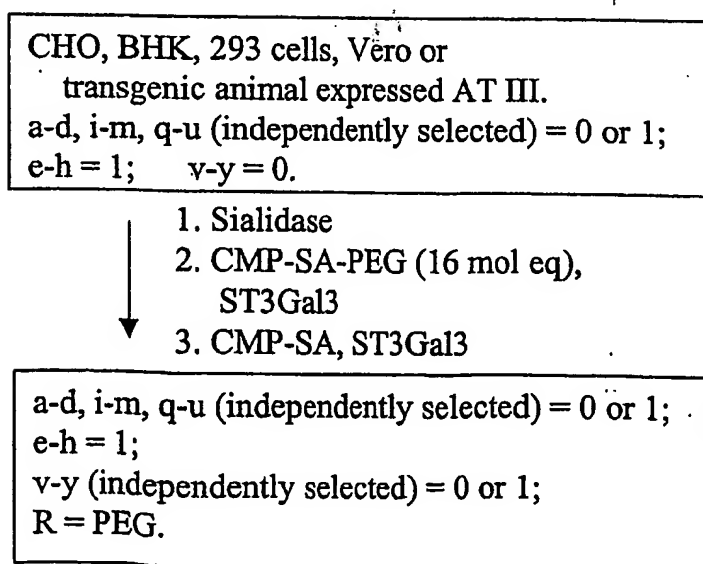 CHO, BHK, 293 cells, Vero or
transgenic animal expressed AT III.
a-d, i-m, q-u (independently selected) = 0 or 1;
e-h = 1; v-y = 0.
1. Sialidase
2. CMP-SA-PEG (16 mol eq),
ST3Gal3
3. CMP-SA, ST3Gal3
a-d, i-m, q-u (independently selected) = 0 or 1;
e-h = 1;
v-y (independently selected) = 0 or 1;
R = PEG.